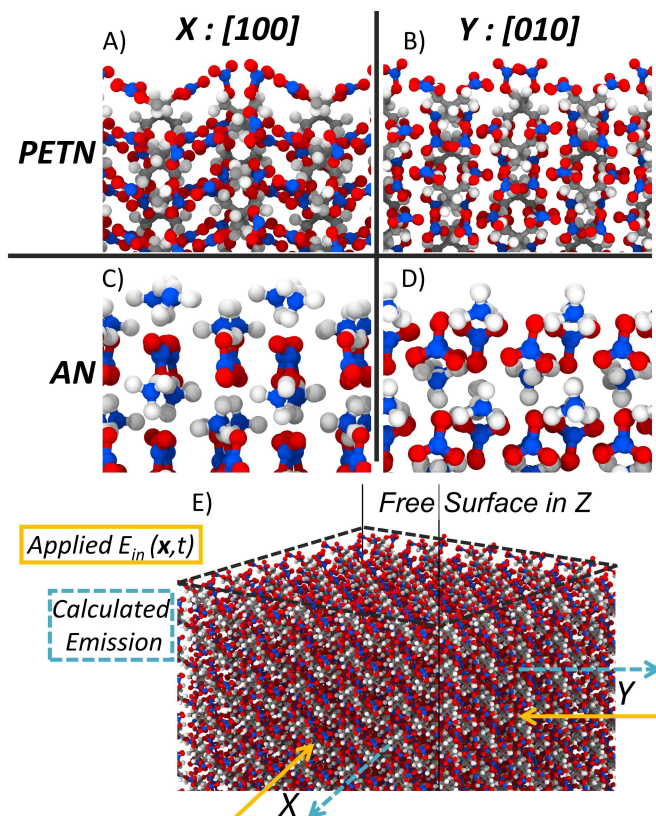 X : [100]
Y : [010]
A)
B)
PETN
C)
D)
AN
E)
Free Surface in Z
Applied E_in (x,t)
Calculated
Emission
Y
X